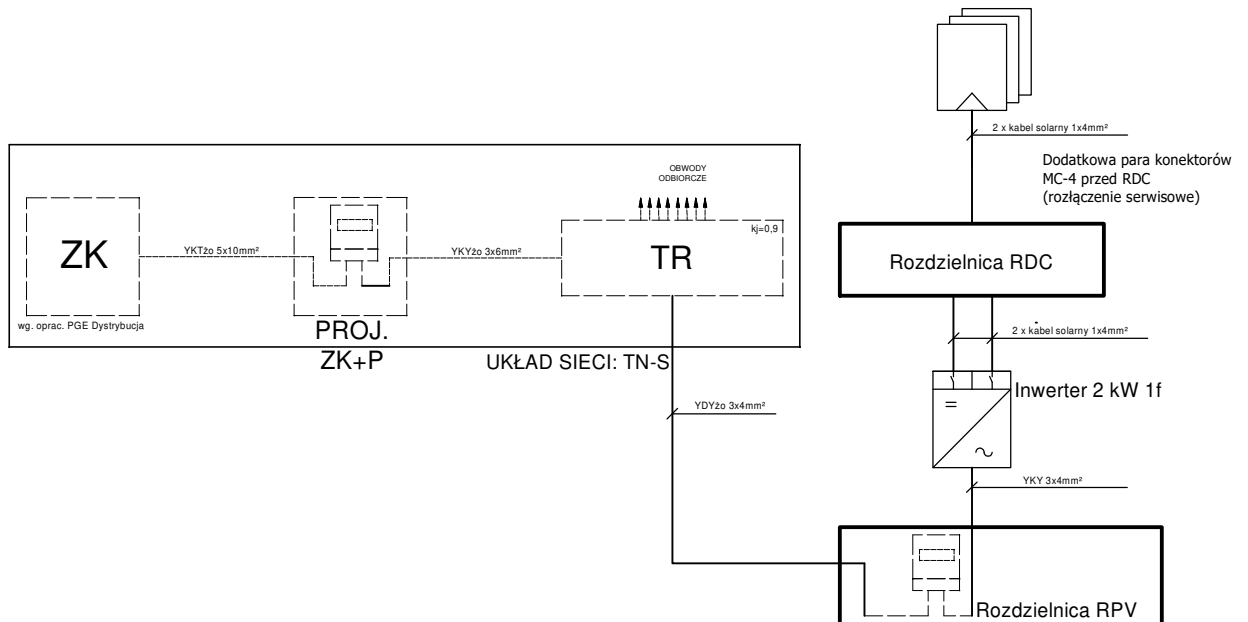 2 x kabel solarny 1x4mm²
Dodatkowa para konektorów
MC-4 przed RDC
(rozłączenie serwisowe)
OBWODY
ODBIORCZE
kj=0,9
ZK
YKTżo 5x10mm²
YKYżo 3x6mm²
TR
Rozdzielnica RDC
wg. oprac. PGE Dystrybucja
PROJ.
ZK+P
UKŁAD SIECI: TN-S
2 x kabel solarny 1x4mm²
Inwerter 2 kW 1f
YDYżo 3x4mm²
YKY 3x4mm²
Rozdzielnica RPV